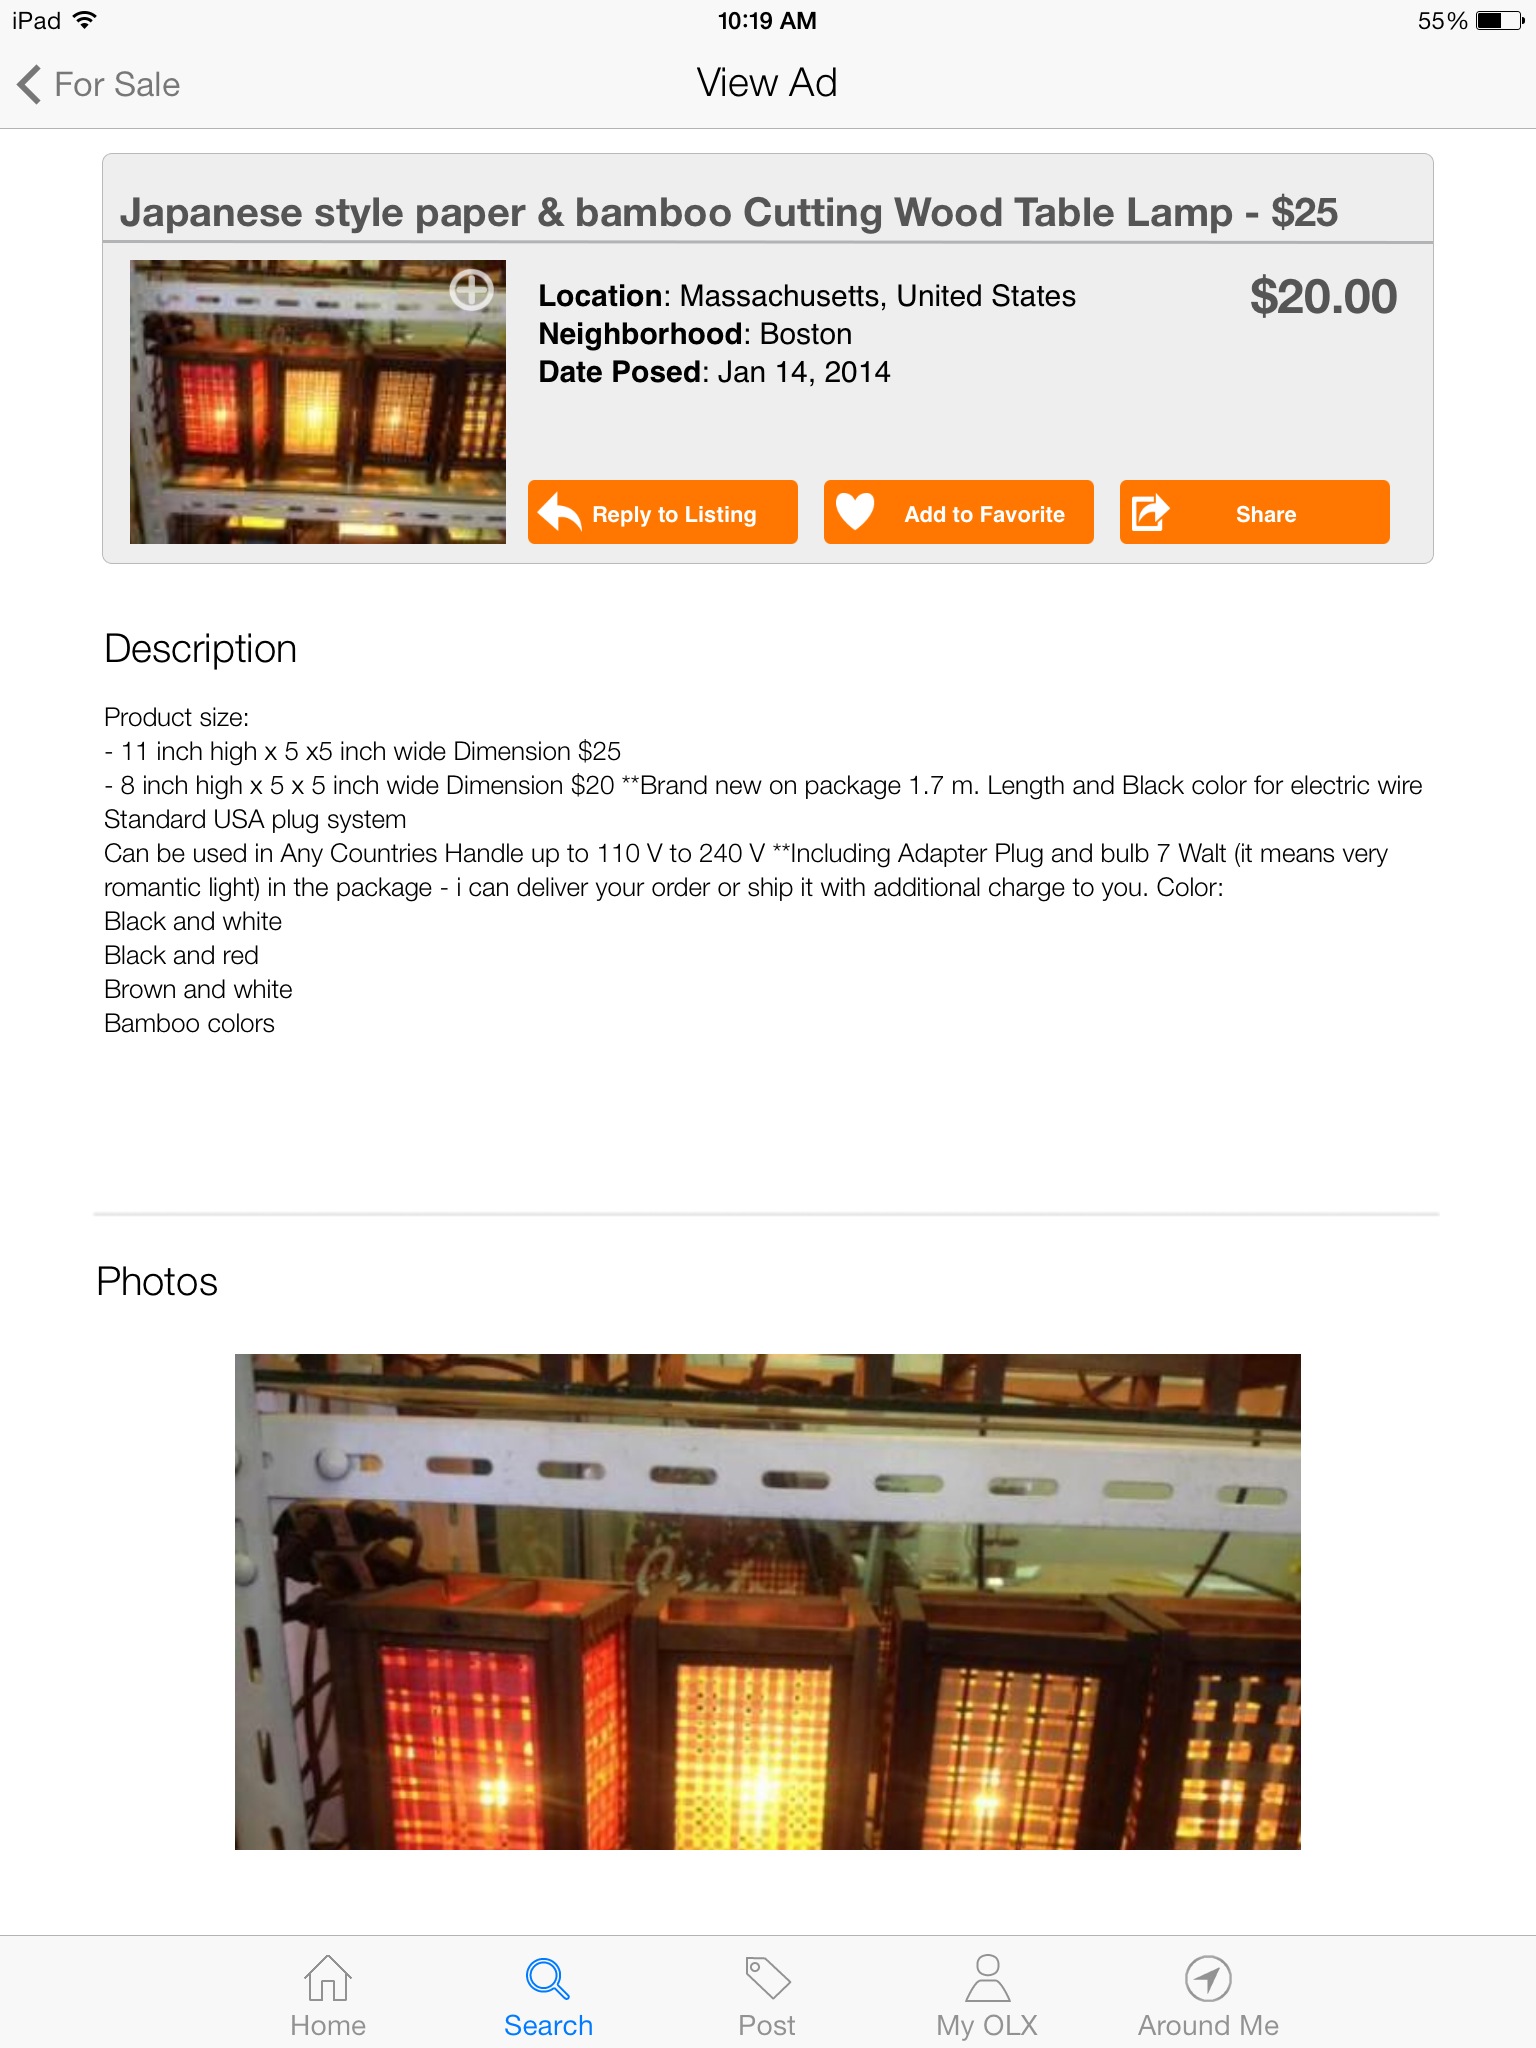 iPad 10:19 AM 55%
For Sale View Ad
Japanese style paper & bamboo Cutting Wood Table Lamp - $25
Location: Massachusetts, United States $20.00
Neighborhood: Boston
Date Posed: Jan 14, 2014
Reply to Listing Add to Favorite Share
Description
Product size:
- 11 inch high x 5 x5 inch wide Dimension $25
- 8 inch high x 5 x 5 inch wide Dimension $20 **Brand new on package 1.7 m. Length and Black color for electric wire
Standard USA plug system
Can be used in Any Countries Handle up to 110 V to 240 V **Including Adapter Plug and bulb 7 Walt (it means very
romantic light) in the package - i can deliver your order or ship it with additional charge to you. Color:
Black and white
Black and red
Brown and white
Bamboo colors
Photos
Home Search Post My OLX Around Me